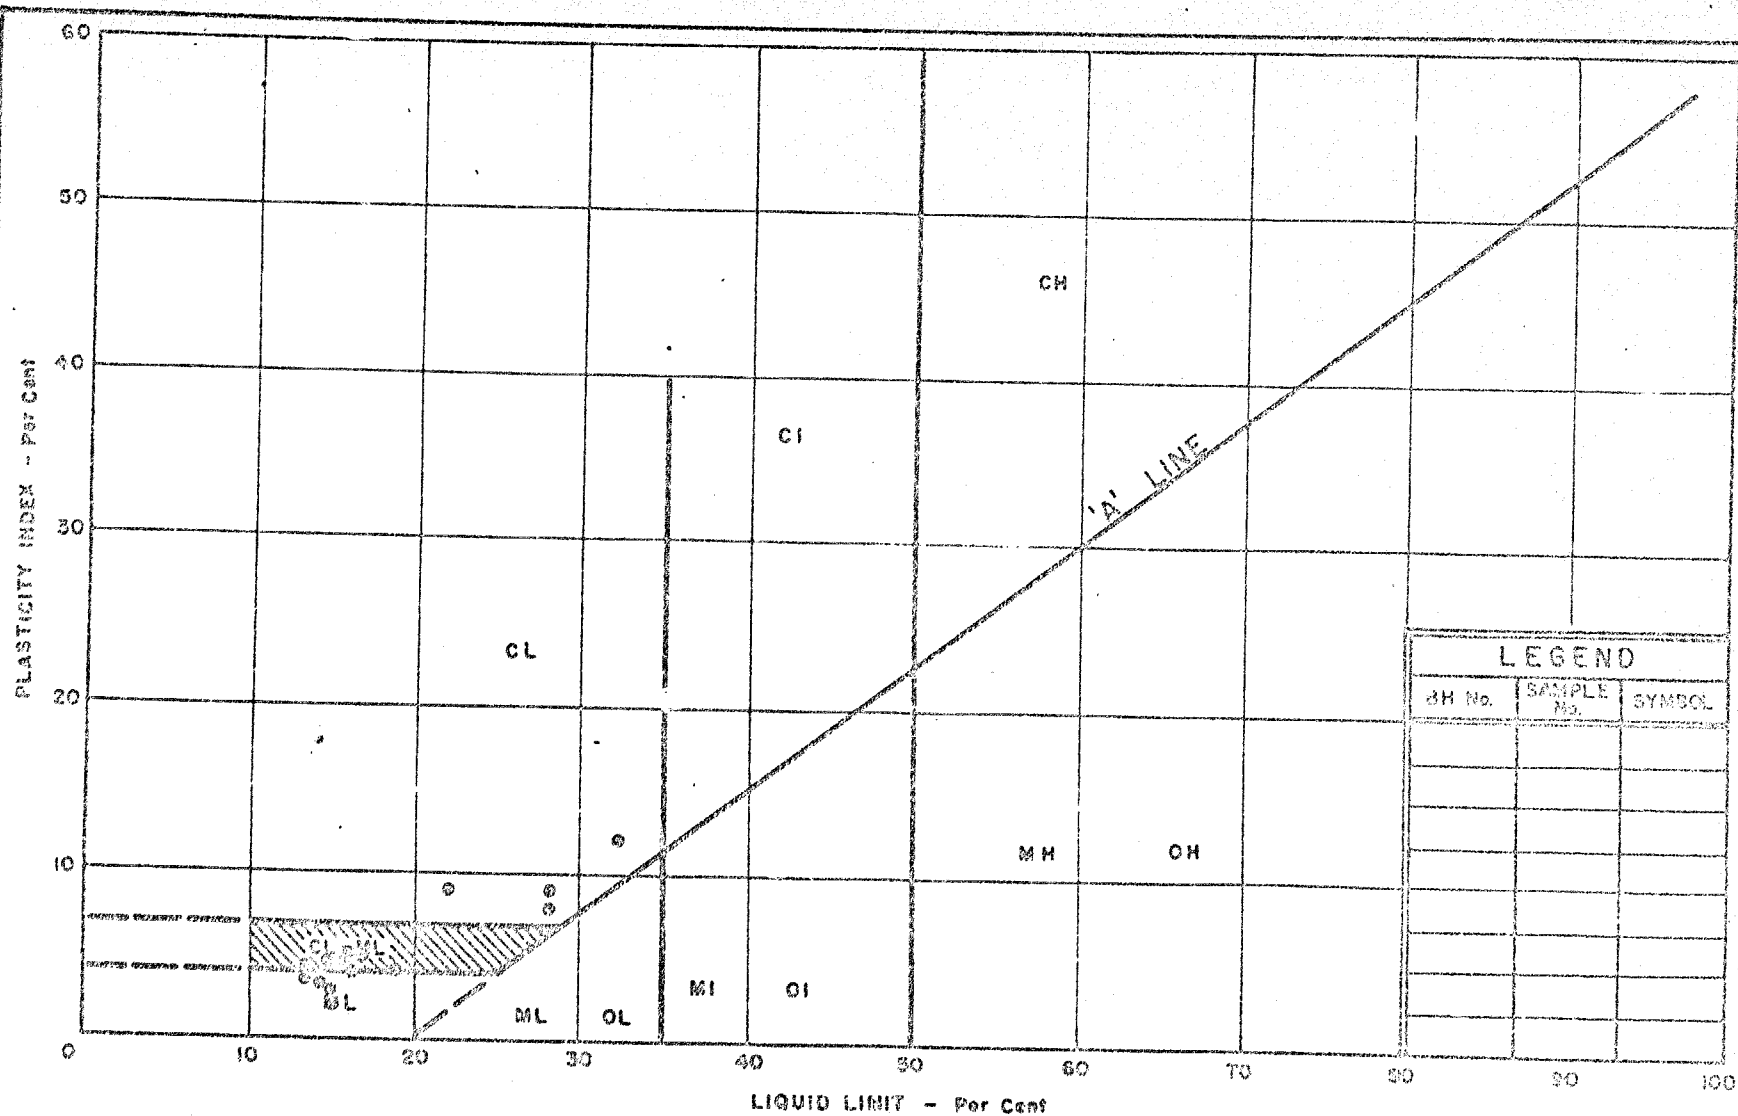 60
50
40
30
20
10
0
PLASTICITY INDEX - Per Cent
CH
CI
'A' LINE
CL
LEGEND
BH No. SAMPLE No. SYMBOL
MH OH
CL-ML
ML
ML OL MI OI
10 20 30 40 50 60 70 80 90 100
LIQUID LIMIT - Per Cent